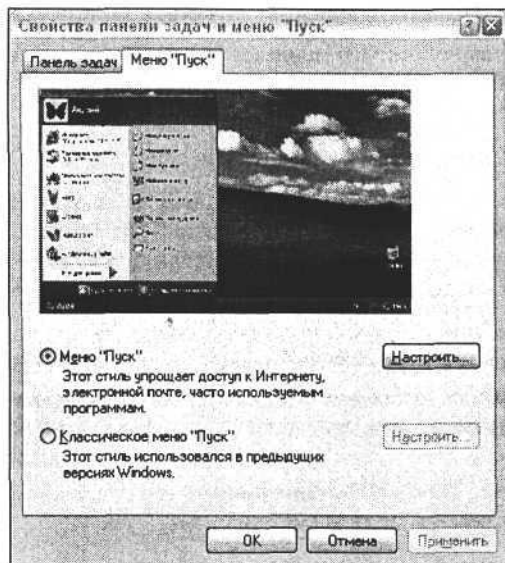 Свойства панели задач и меню "Пуск"
Панель задач
Меню "Пуск"
Меню "Пуск"
Настроить...
Этот стиль упрощает доступ к Интернету,
электронной почте, часто используемым
программам.
Классическое меню "Пуск"
Настроить...
Этот стиль использовался в предыдущих
версиях Windows.
ОК
Отмена
Применить